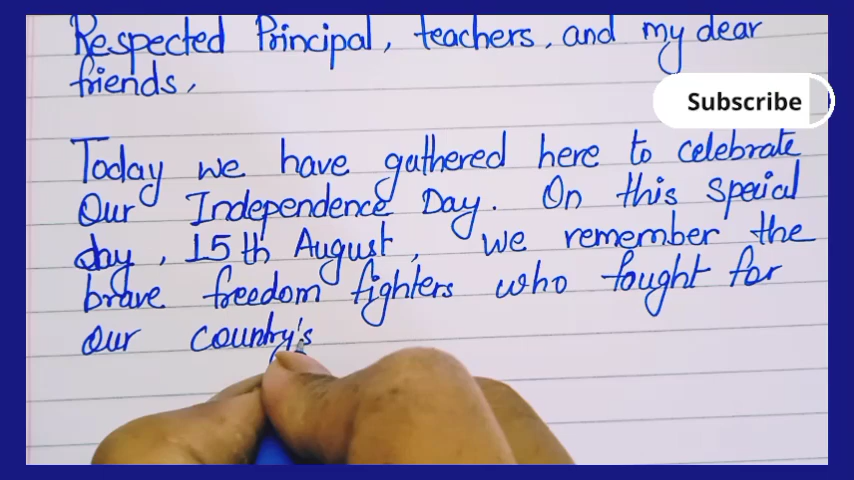 Respected Principal, teachers, and my dear
friends,
Subscribe
Today we have gathered here to celebrate
Our Independence Day. On this special
day, 15th August, we remember the
brave freedom fighters who fought for
our country's